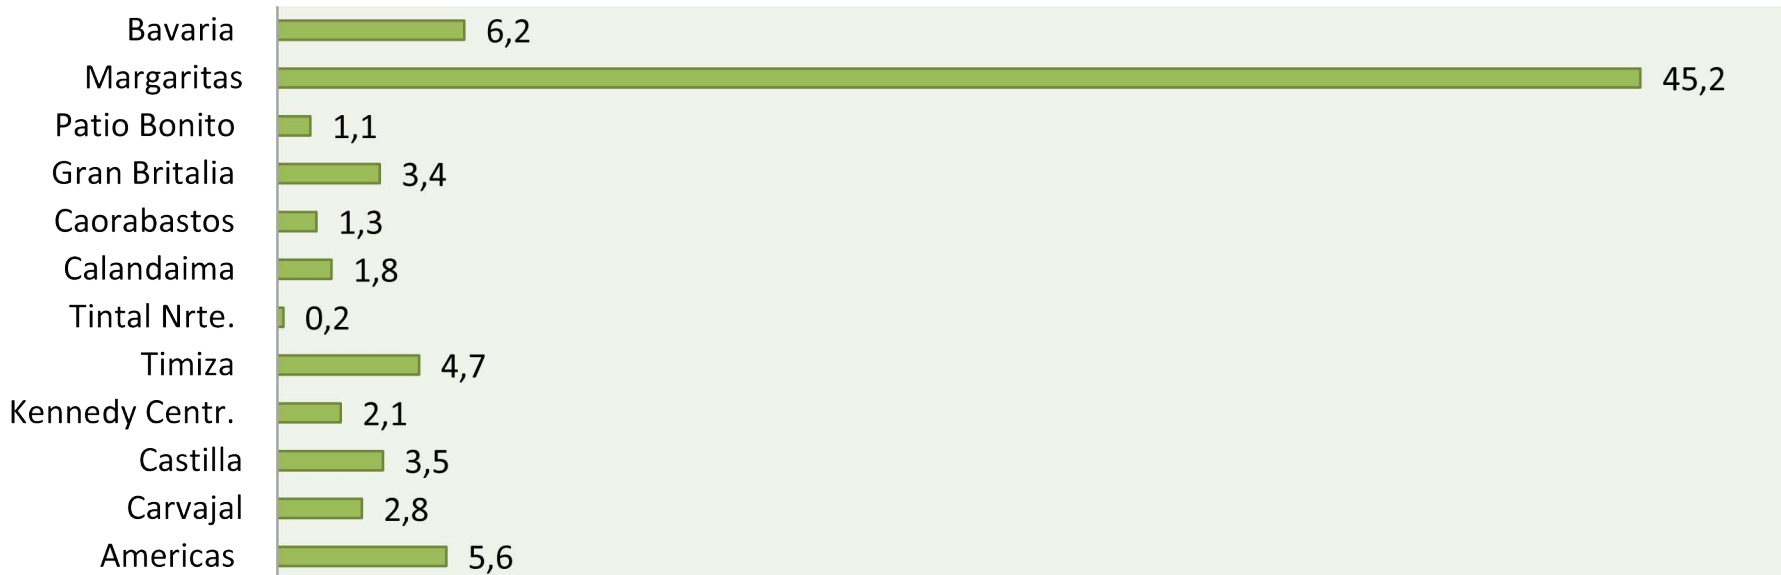 Bavaria 6,2
Margaritas 45,2
Patio Bonito 1,1
Gran Britalia 3,4
Caorabastos 1,3
Calandaima 1,8
Tintal Nrte. 0,2
Timiza 4,7
Kennedy Centr. 2,1
Castilla 3,5
Carvajal 2,8
Americas 5,6